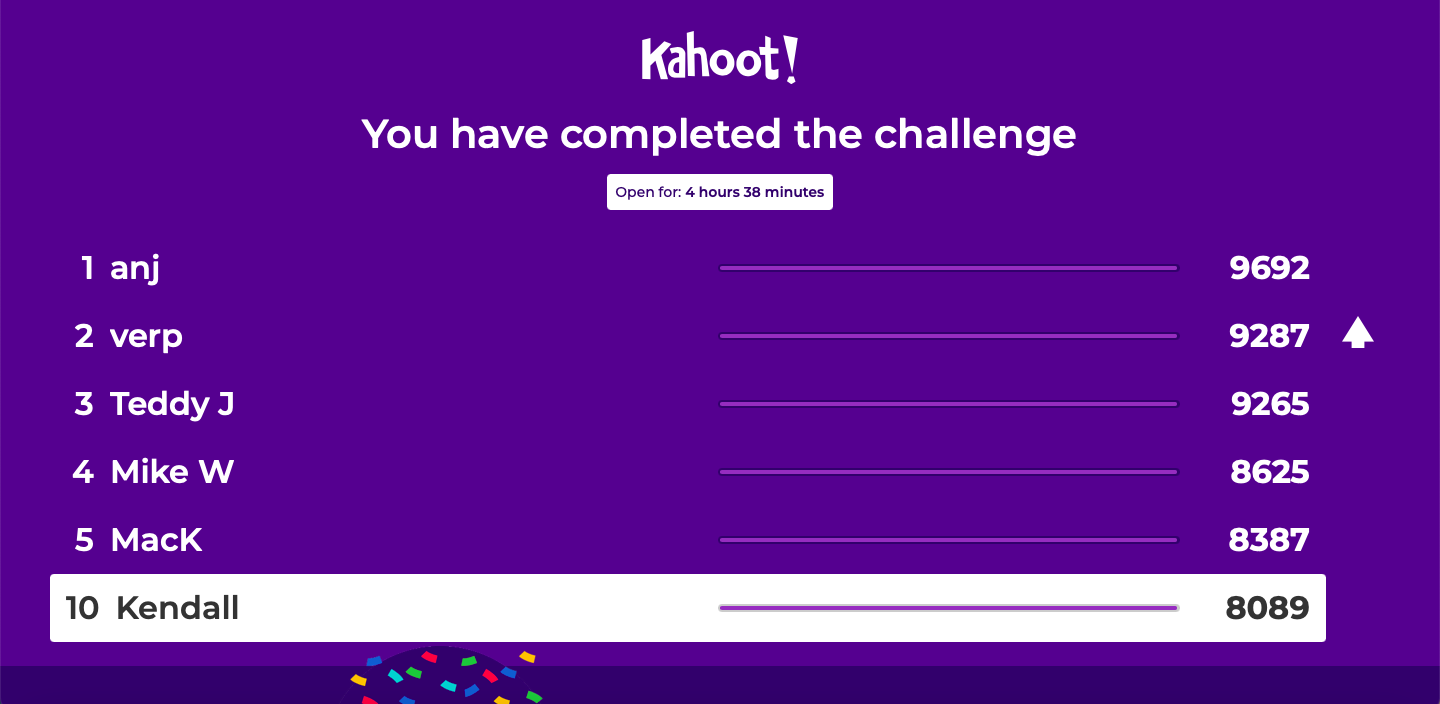 Kahoot!
You have completed the challenge
Open for: 4 hours 38 minutes
1 anj 9692
2 verp 9287
3 Teddy J 9265
4 Mike W 8625
5 MacK 8387
10 Kendall 8089